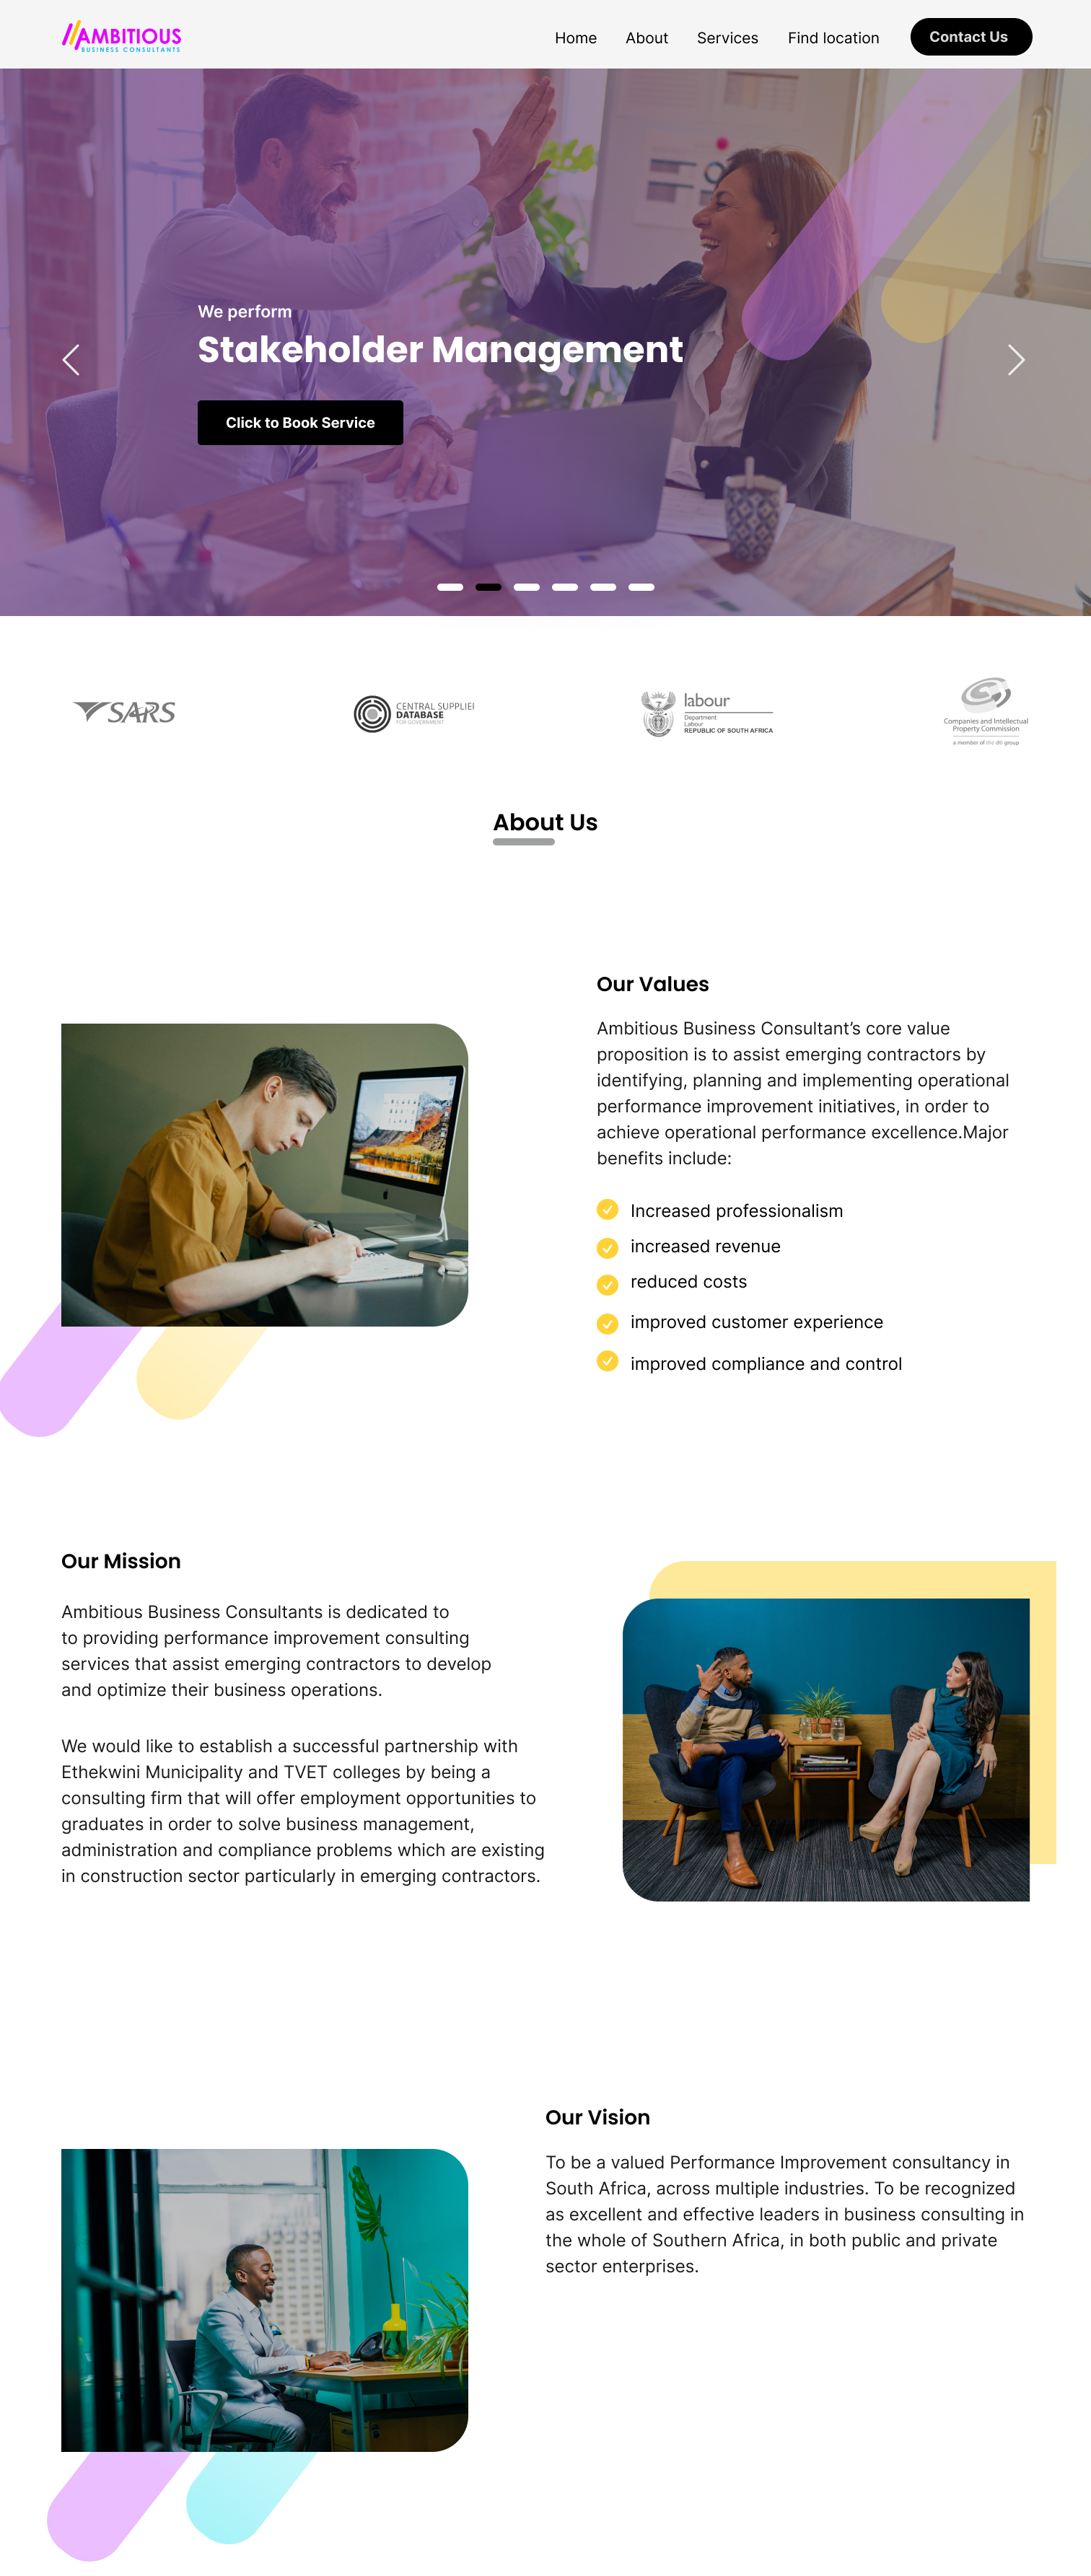 AMBITIOUS
BUSINESS CONSULTANTS
Home About Services Find location Contact Us
We perform
Stakeholder Management
Click to Book Service
SARS
CENTRAL SUPPLIE
DATABASE
FOR GOVERNMENT
labour
Department
Labour
REPUBLIC OF SOUTH AFRICA
Companies and Intellectual
Property Commission
a member of the dti group
About Us
Our Values
Ambitious Business Consultant’s core value
proposition is to assist emerging contractors by
identifying, planning and implementing operational
performance improvement initiatives, in order to
achieve operational performance excellence.Major
benefits include:
Increased professionalism
increased revenue
reduced costs
improved customer experience
improved compliance and control
Our Mission
Ambitious Business Consultants is dedicated to
to providing performance improvement consulting
services that assist emerging contractors to develop
and optimize their business operations.
We would like to establish a successful partnership with
Ethekwini Municipality and TVET colleges by being a
consulting firm that will offer employment opportunities to
graduates in order to solve business management,
administration and compliance problems which are existing
in construction sector particularly in emerging contractors.
Our Vision
To be a valued Performance Improvement consultancy in
South Africa, across multiple industries. To be recognized
as excellent and effective leaders in business consulting in
the whole of Southern Africa, in both public and private
sector enterprises.